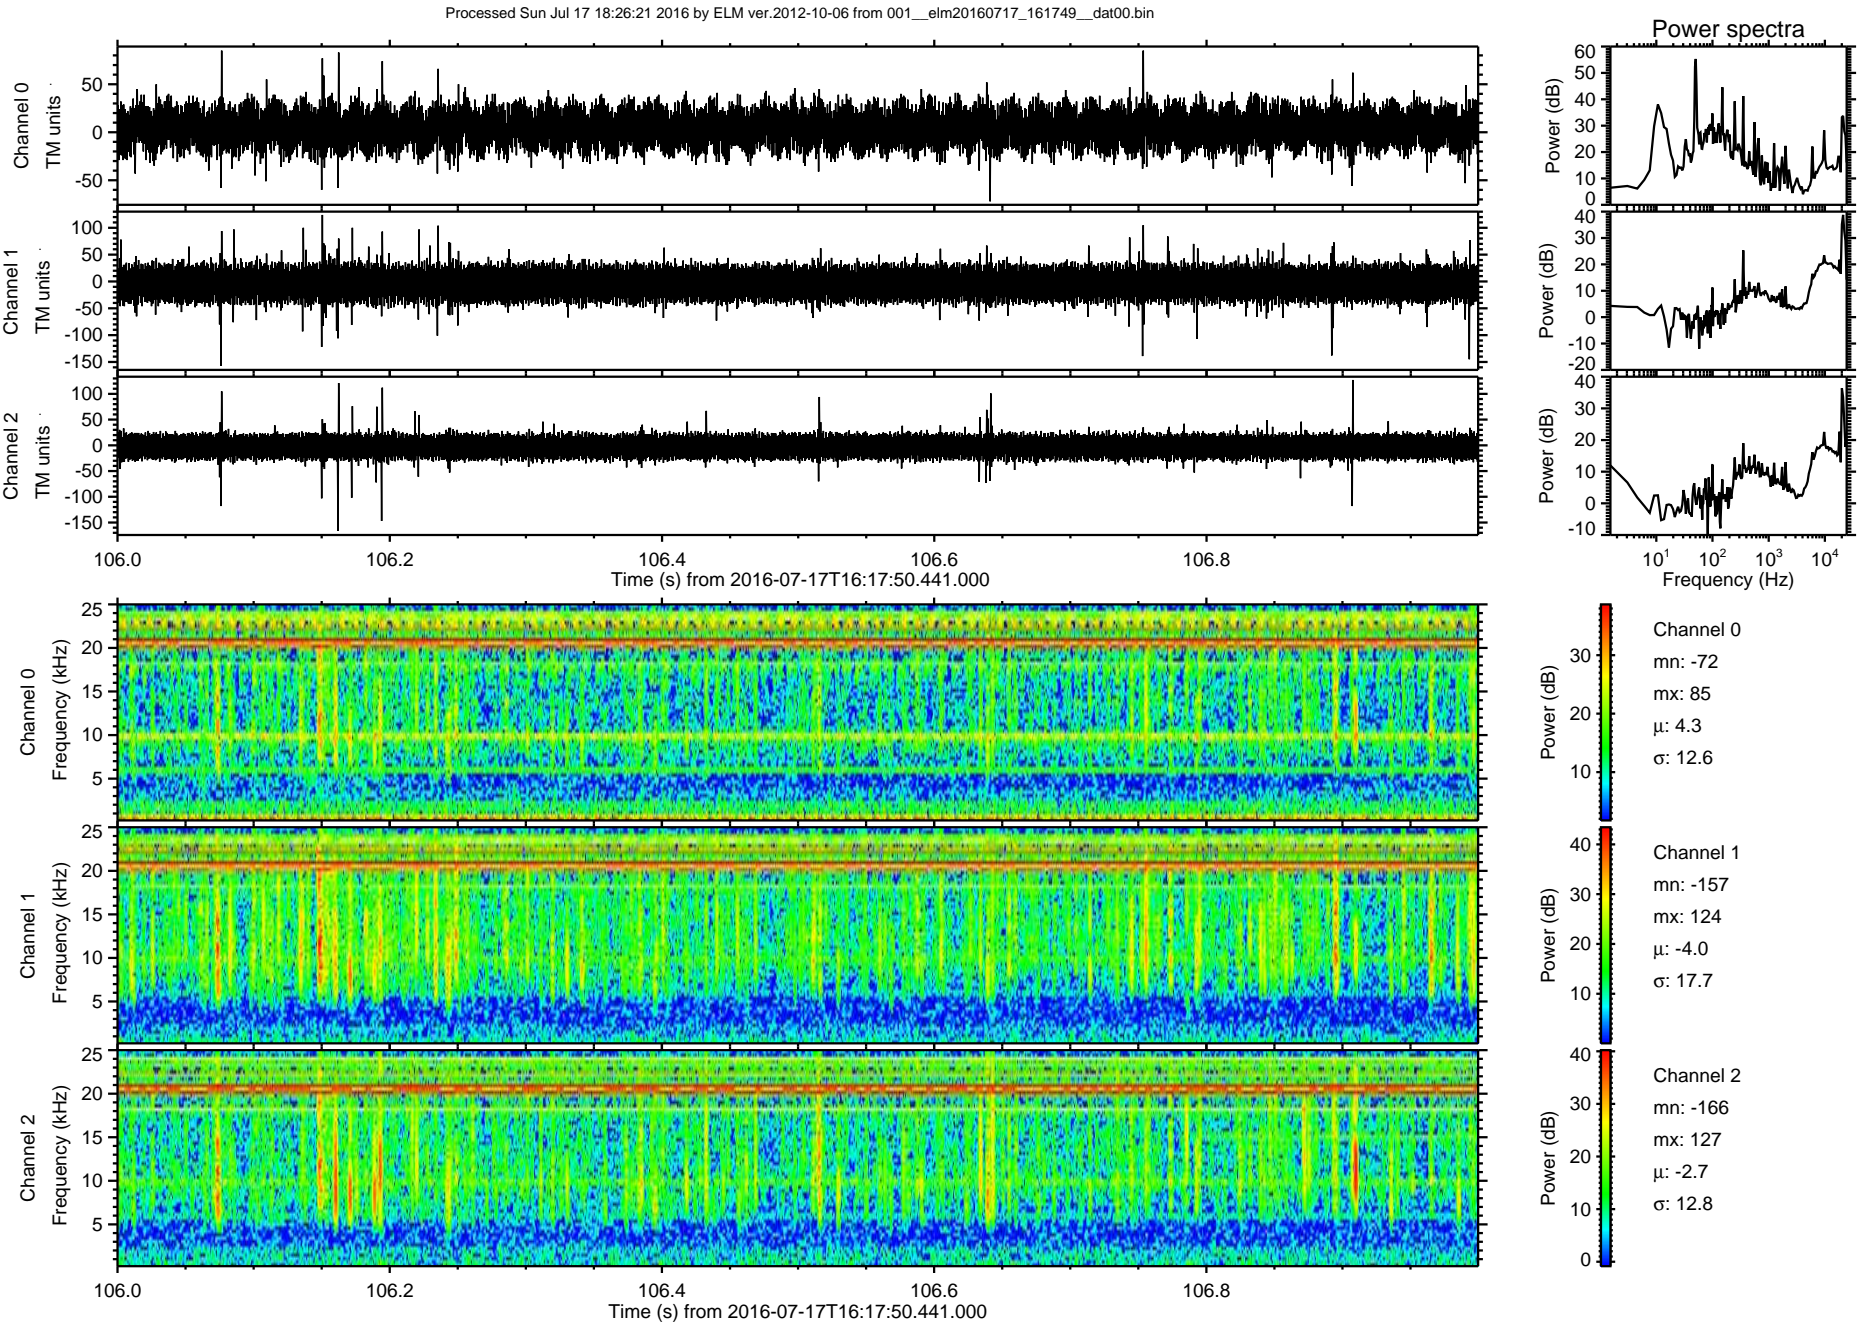 Processed Sun Jul 17 18:26:21 2016 by ELM ver.2012-10-06 from 001__elm20160717_161749__dat00.bin
Power spectra
Channel 0
TM units
50
0
-50
Power (dB)
60
50
40
30
20
10
0
Channel 1
TM units
100
50
0
-50
-100
-150
Power (dB)
40
30
20
10
0
-10
-20
Channel 2
TM units
100
50
0
-50
-100
-150
Power (dB)
40
30
20
10
0
-10
106.0 106.2 106.4 106.6 106.8
Time (s) from 2016-07-17T16:17:50.441.000
10^1 10^2 10^3 10^4
Frequency (Hz)
Channel 0
Frequency (kHz)
25
20
15
10
5
Power (dB)
30
20
10
Channel 0
mn: -72
mx: 85
μ: 4.3
σ: 12.6
Channel 1
Frequency (kHz)
25
20
15
10
5
Power (dB)
40
30
20
10
Channel 1
mn: -157
mx: 124
μ: -4.0
σ: 17.7
Channel 2
Frequency (kHz)
25
20
15
10
5
Power (dB)
40
30
20
10
0
Channel 2
mn: -166
mx: 127
μ: -2.7
σ: 12.8
106.0 106.2 106.4 106.6 106.8
Time (s) from 2016-07-17T16:17:50.441.000